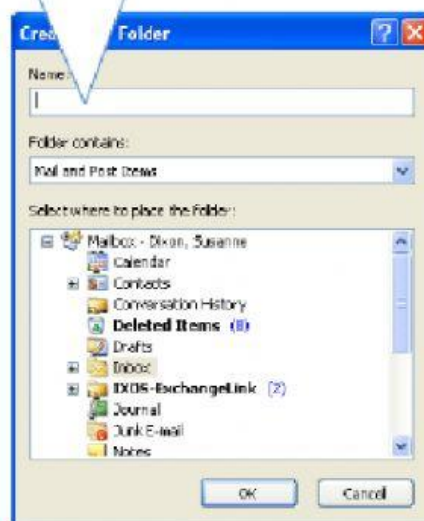 Crea Folder
Name:
Folder contains:
Mail and Post Items
Select where to place the folder:
Mailbox - Dixon, Susanne
Calendar
Contacts
Conversation History
Deleted Items (8)
Drafts
Inbox
IXOS-ExchangeLink (2)
Journal
Junk E-mail
Notes
OK Cancel